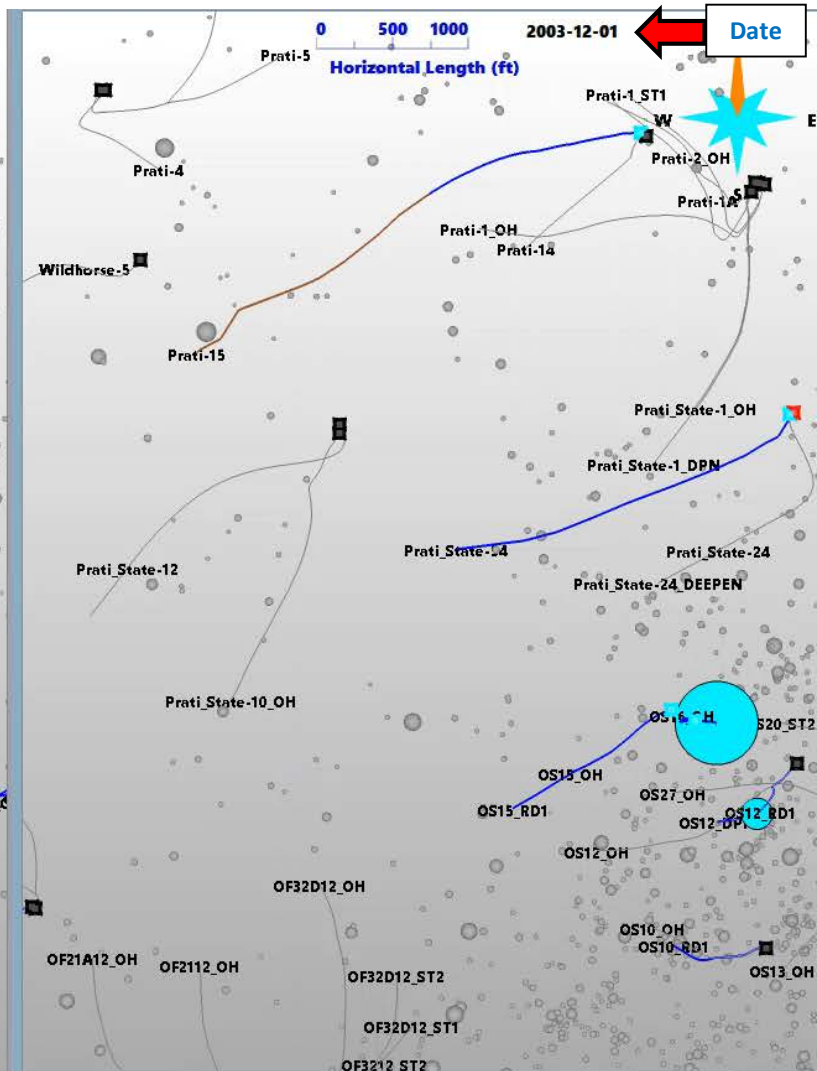 0 500 1000
Horizontal Length (ft)
2003-12-01
Date
Prati-5
Prati-1_ST1
W
E
Prati-2_OH
Prati-4
S
Prati-1A
Prati-1_OH
Prati-14
Wildhorse-5
Prati-15
Prati_State-1_OH
Prati_State-1_DPN
Prati_State-24
Prati_State-12
Prati_State-24_DEEPEN
Prati_State-10_OH
S20_ST2
OS15_OH
OS27_OH
OS15_RD1
OS12_RD1
OS12_OH
OF32D12_OH
OS10_OH
OS10_RD1
OF21A12_OH
OF2112_OH
OS13_OH
OF32D12_ST2
OF32D12_ST1
OF3212_ST2